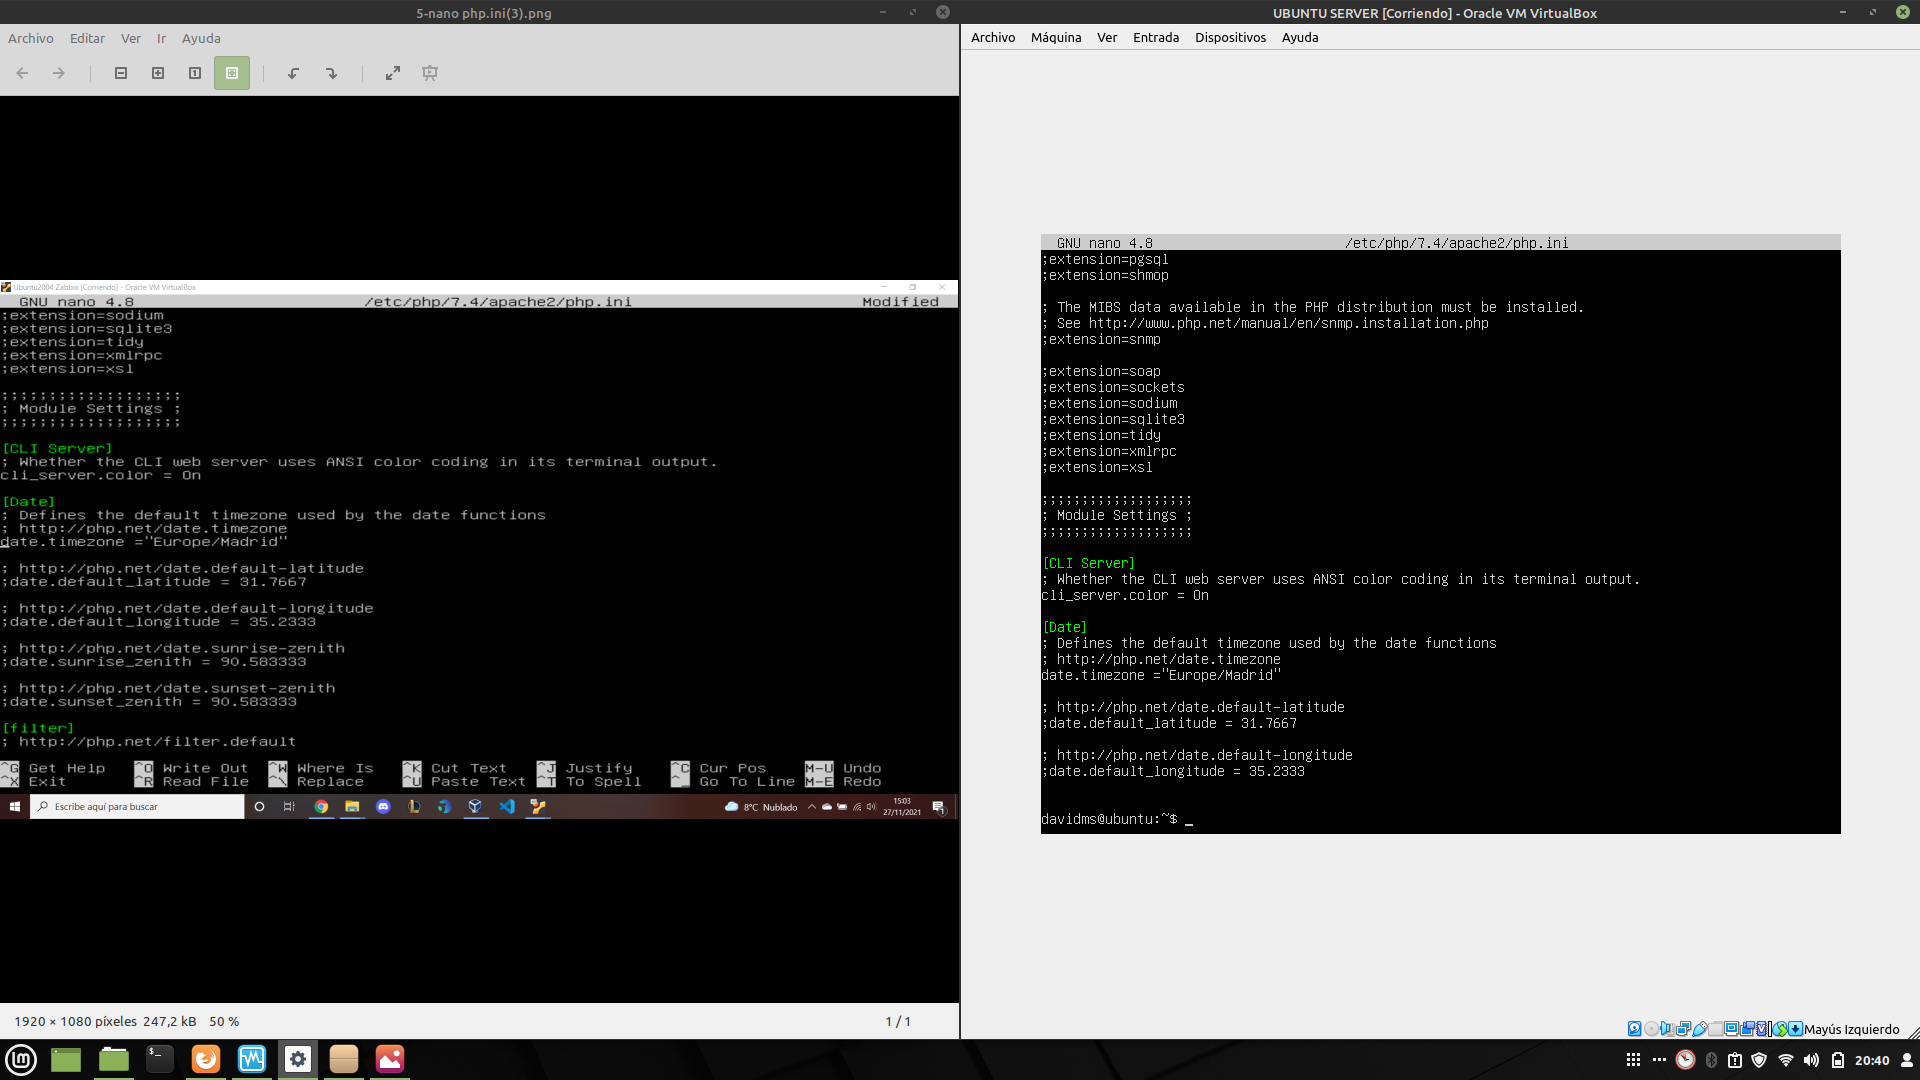 5-nano php.ini(3).png
Archivo Editar Ver Ir Ayuda
Ubuntu2004 Zabbix [Corriendo] - Oracle VM VirtualBox
GNU nano 4.8 /etc/php/7.4/apache2/php.ini Modified
;extension=sodium
;extension=sqlite3
;extension=tidy
;extension=xmlrpc
;extension=xsl
;;;;;;;;;;;;;;;;;;;
; Module Settings ;
;;;;;;;;;;;;;;;;;;;
[CLI Server]
; Whether the CLI web server uses ANSI color coding in its terminal output.
cli_server.color = On
[Date]
; Defines the default timezone used by the date functions
; http://php.net/date.timezone
date.timezone ="Europe/Madrid"
; http://php.net/date.default-latitude
;date.default_latitude = 31.7667
; http://php.net/date.default-longitude
;date.default_longitude = 35.2333
; http://php.net/date.sunrise-zenith
;date.sunrise_zenith = 90.583333
; http://php.net/date.sunset-zenith
;date.sunset_zenith = 90.583333
[filter]
; http://php.net/filter.default
^G Get Help ^O Write Out ^W Where Is ^K Cut Text ^J Justify ^C Cur Pos M-U Undo
^X Exit ^R Read File ^\ Replace ^U Paste Text ^T To Spell ^_ Go To Line M-E Redo
Escribe aquí para buscar
8°C Nublado
15:03
27/11/2021
1920 × 1080 píxeles 247,2 kB 50 %
1 / 1
UBUNTU SERVER [Corriendo] - Oracle VM VirtualBox
Archivo Máquina Ver Entrada Dispositivos Ayuda
GNU nano 4.8 /etc/php/7.4/apache2/php.ini
;extension=pgsql
;extension=shmop
; The MIBS data available in the PHP distribution must be installed.
; See http://www.php.net/manual/en/snmp.installation.php
;extension=snmp
;extension=soap
;extension=sockets
;extension=sodium
;extension=sqlite3
;extension=tidy
;extension=xmlrpc
;extension=xsl
;;;;;;;;;;;;;;;;;;;
; Module Settings ;
;;;;;;;;;;;;;;;;;;;
[CLI Server]
; Whether the CLI web server uses ANSI color coding in its terminal output.
cli_server.color = On
[Date]
; Defines the default timezone used by the date functions
; http://php.net/date.timezone
date.timezone ="Europe/Madrid"
; http://php.net/date.default-latitude
;date.default_latitude = 31.7667
; http://php.net/date.default-longitude
;date.default_longitude = 35.2333
davidms@ubuntu:~$ _
Mayús Izquierdo
20:40